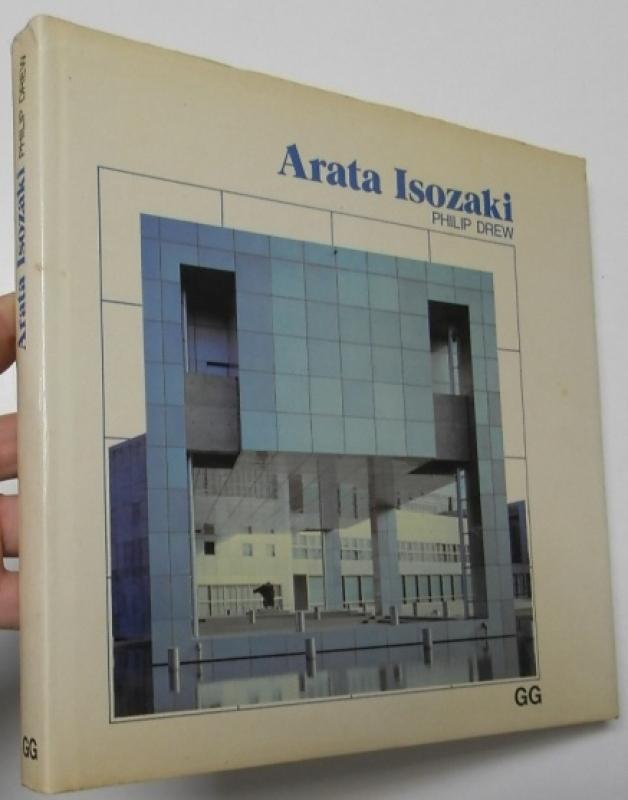 Arata Isozaki
PHILIP DREW
GG
Arata Isozaki PHILIP DREW
GG